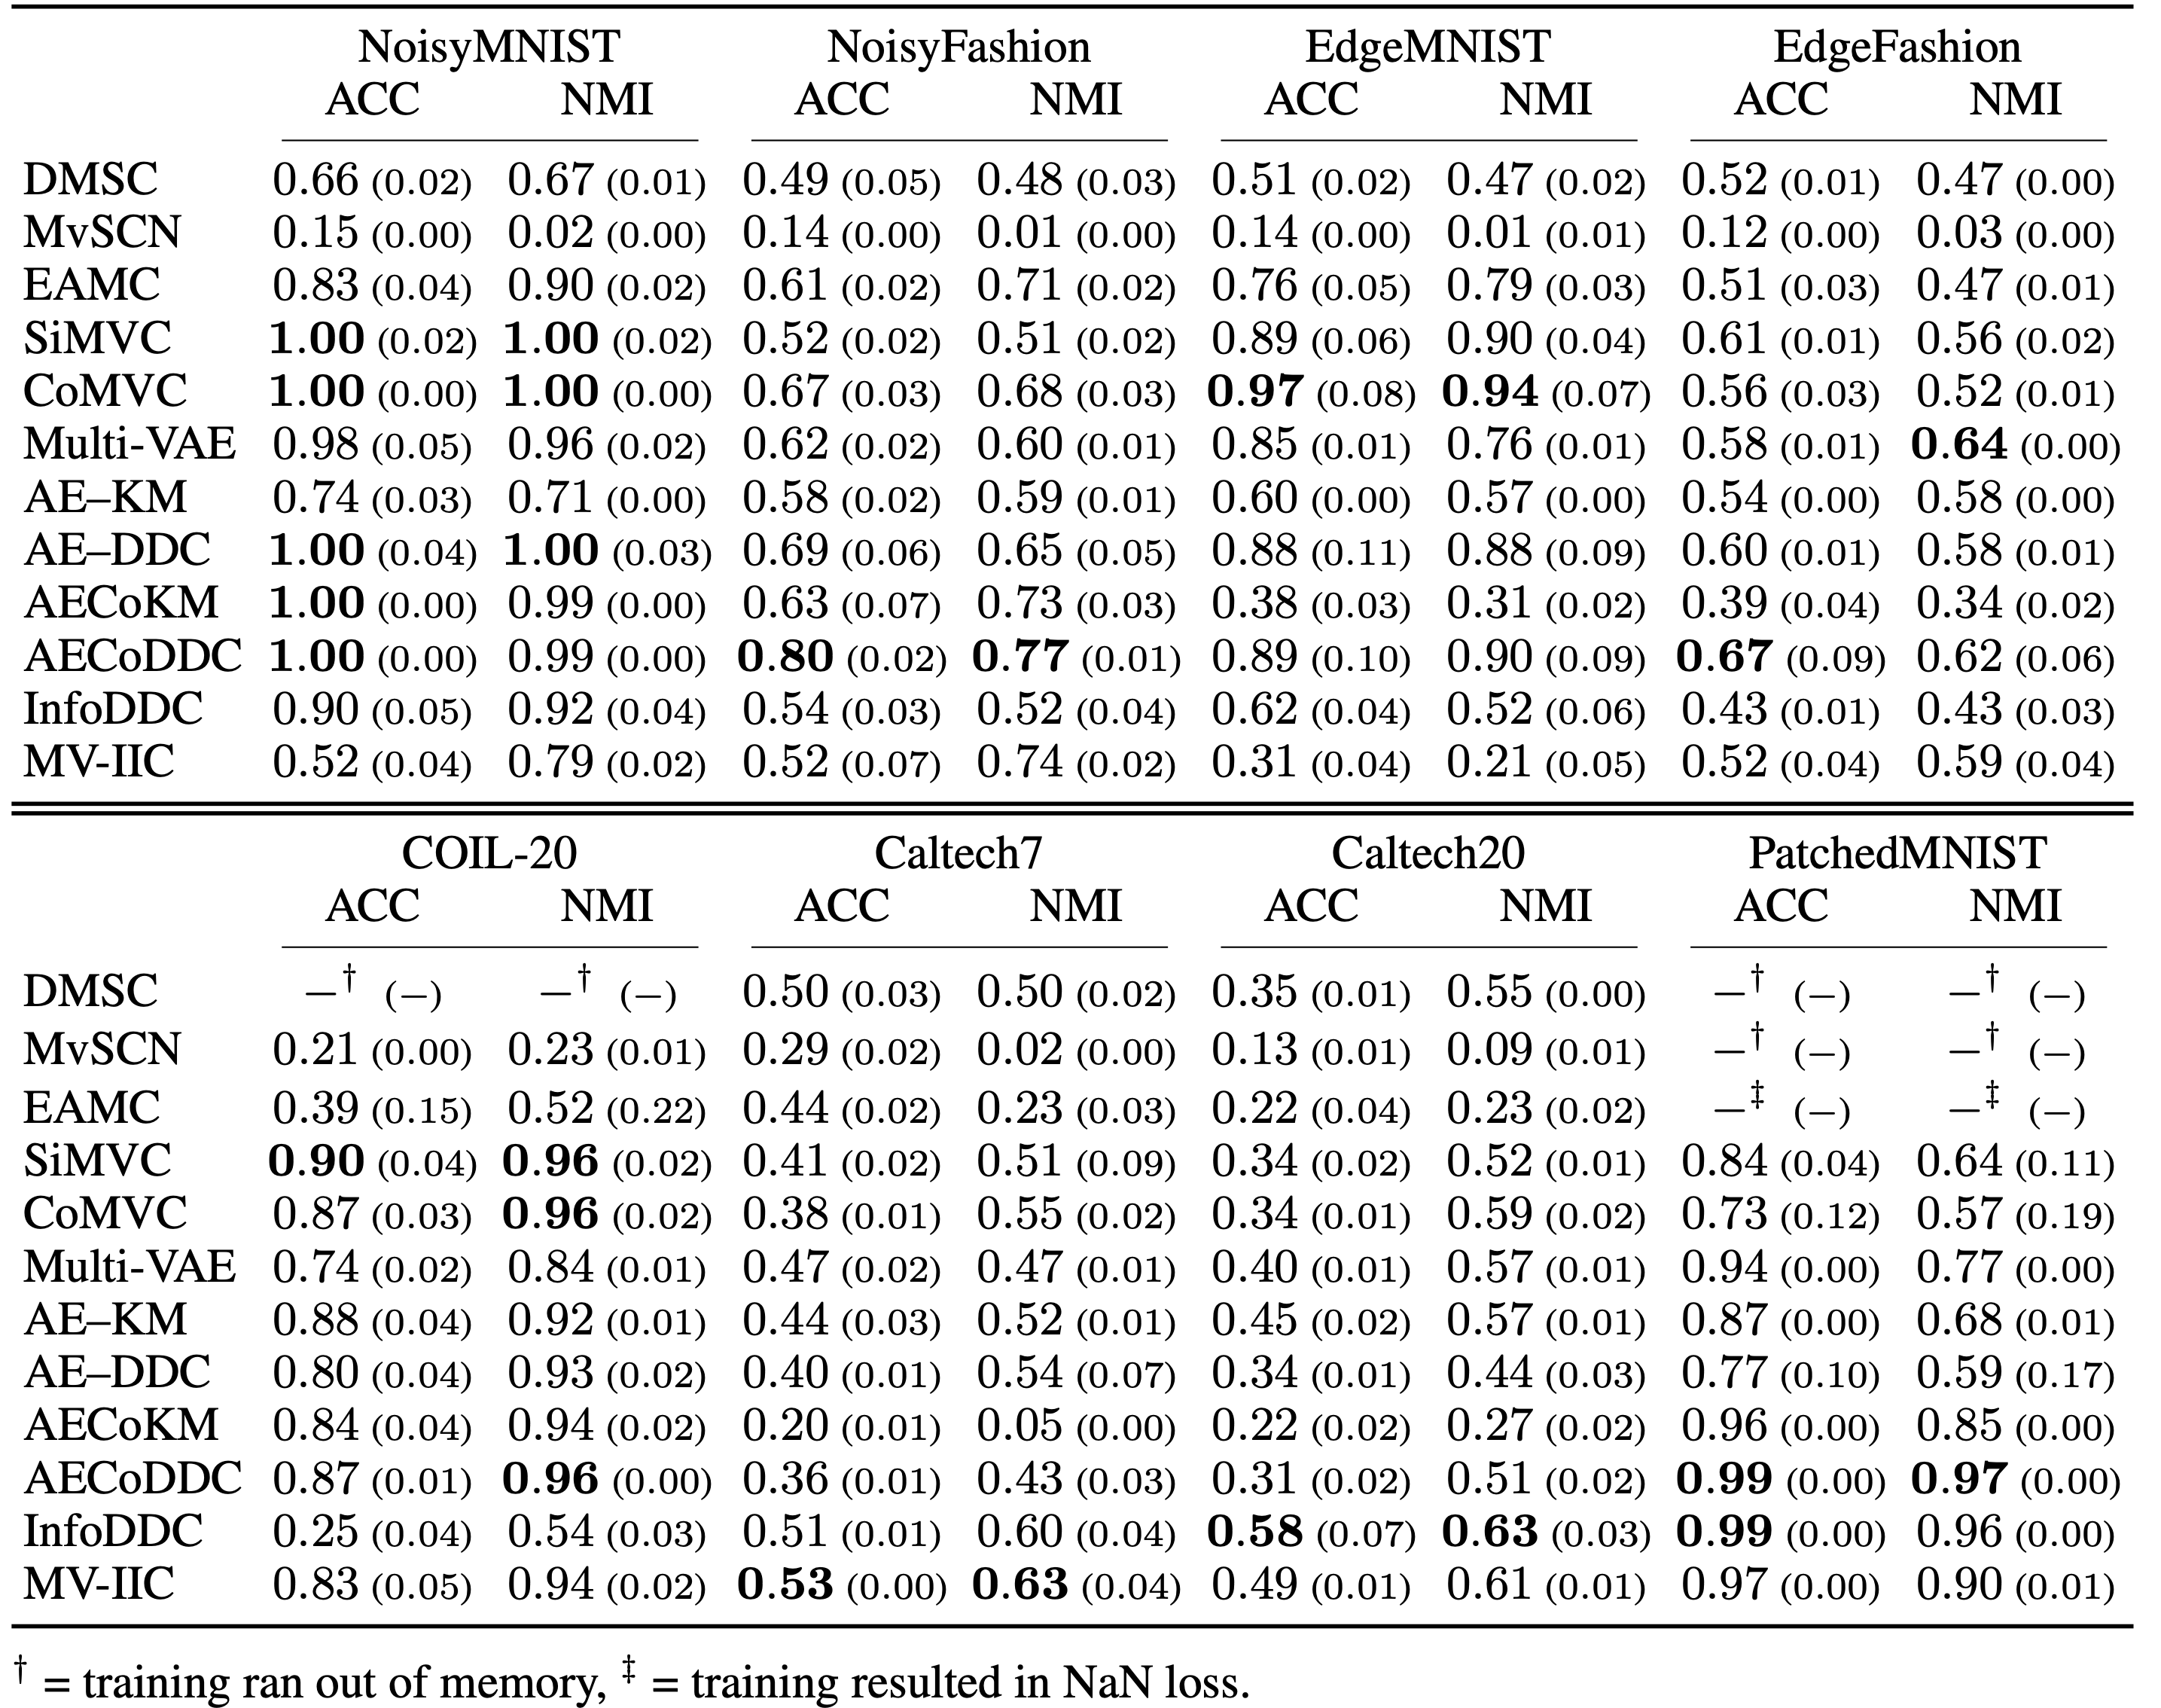 NoisyMNIST NoisyFashion EdgeMNIST EdgeFashion
ACC NMI ACC NMI ACC NMI ACC NMI
DMSC 0.66 (0.02) 0.67 (0.01) 0.49 (0.05) 0.48 (0.03) 0.51 (0.02) 0.47 (0.02) 0.52 (0.01) 0.47 (0.00)
MvSCN 0.15 (0.00) 0.02 (0.00) 0.14 (0.00) 0.01 (0.00) 0.14 (0.00) 0.01 (0.01) 0.12 (0.00) 0.03 (0.00)
EAMC 0.83 (0.04) 0.90 (0.02) 0.61 (0.02) 0.71 (0.02) 0.76 (0.05) 0.79 (0.03) 0.51 (0.03) 0.47 (0.01)
SiMVC 1.00 (0.02) 1.00 (0.02) 0.52 (0.02) 0.51 (0.02) 0.89 (0.06) 0.90 (0.04) 0.61 (0.01) 0.56 (0.02)
CoMVC 1.00 (0.00) 1.00 (0.00) 0.67 (0.03) 0.68 (0.03) 0.97 (0.08) 0.94 (0.07) 0.56 (0.03) 0.52 (0.01)
Multi-VAE 0.98 (0.05) 0.96 (0.02) 0.62 (0.02) 0.60 (0.01) 0.85 (0.01) 0.76 (0.01) 0.58 (0.01) 0.64 (0.00)
AE–KM 0.74 (0.03) 0.71 (0.00) 0.58 (0.02) 0.59 (0.01) 0.60 (0.00) 0.57 (0.00) 0.54 (0.00) 0.58 (0.00)
AE–DDC 1.00 (0.04) 1.00 (0.03) 0.69 (0.06) 0.65 (0.05) 0.88 (0.11) 0.88 (0.09) 0.60 (0.01) 0.58 (0.01)
AECoKM 1.00 (0.00) 0.99 (0.00) 0.63 (0.07) 0.73 (0.03) 0.38 (0.03) 0.31 (0.02) 0.39 (0.04) 0.34 (0.02)
AECoDDC 1.00 (0.00) 0.99 (0.00) 0.80 (0.02) 0.77 (0.01) 0.89 (0.10) 0.90 (0.09) 0.67 (0.09) 0.62 (0.06)
InfoDDC 0.90 (0.05) 0.92 (0.04) 0.54 (0.03) 0.52 (0.04) 0.62 (0.04) 0.52 (0.06) 0.43 (0.01) 0.43 (0.03)
MV-IIC 0.52 (0.04) 0.79 (0.02) 0.52 (0.07) 0.74 (0.02) 0.31 (0.04) 0.21 (0.05) 0.52 (0.04) 0.59 (0.04)
COIL-20 Caltech7 Caltech20 PatchedMNIST
ACC NMI ACC NMI ACC NMI ACC NMI
DMSC –† (–) –† (–) 0.50 (0.03) 0.50 (0.02) 0.35 (0.01) 0.55 (0.00) –† (–) –† (–)
MvSCN 0.21 (0.00) 0.23 (0.01) 0.29 (0.02) 0.02 (0.00) 0.13 (0.01) 0.09 (0.01) –† (–) –† (–)
EAMC 0.39 (0.15) 0.52 (0.22) 0.44 (0.02) 0.23 (0.03) 0.22 (0.04) 0.23 (0.02) –‡ (–) –‡ (–)
SiMVC 0.90 (0.04) 0.96 (0.02) 0.41 (0.02) 0.51 (0.09) 0.34 (0.02) 0.52 (0.01) 0.84 (0.04) 0.64 (0.11)
CoMVC 0.87 (0.03) 0.96 (0.02) 0.38 (0.01) 0.55 (0.02) 0.34 (0.01) 0.59 (0.02) 0.73 (0.12) 0.57 (0.19)
Multi-VAE 0.74 (0.02) 0.84 (0.01) 0.47 (0.02) 0.47 (0.01) 0.40 (0.01) 0.57 (0.01) 0.94 (0.00) 0.77 (0.00)
AE–KM 0.88 (0.04) 0.92 (0.01) 0.44 (0.03) 0.52 (0.01) 0.45 (0.02) 0.57 (0.01) 0.87 (0.00) 0.68 (0.01)
AE–DDC 0.80 (0.04) 0.93 (0.02) 0.40 (0.01) 0.54 (0.07) 0.34 (0.01) 0.44 (0.03) 0.77 (0.10) 0.59 (0.17)
AECoKM 0.84 (0.04) 0.94 (0.02) 0.20 (0.01) 0.05 (0.00) 0.22 (0.02) 0.27 (0.02) 0.96 (0.00) 0.85 (0.00)
AECoDDC 0.87 (0.01) 0.96 (0.00) 0.36 (0.01) 0.43 (0.03) 0.31 (0.02) 0.51 (0.02) 0.99 (0.00) 0.97 (0.00)
InfoDDC 0.25 (0.04) 0.54 (0.03) 0.51 (0.01) 0.60 (0.04) 0.58 (0.07) 0.63 (0.03) 0.99 (0.00) 0.96 (0.00)
MV-IIC 0.83 (0.05) 0.94 (0.02) 0.53 (0.00) 0.63 (0.04) 0.49 (0.01) 0.61 (0.01) 0.97 (0.00) 0.90 (0.01)
† = training ran out of memory, ‡ = training resulted in NaN loss.